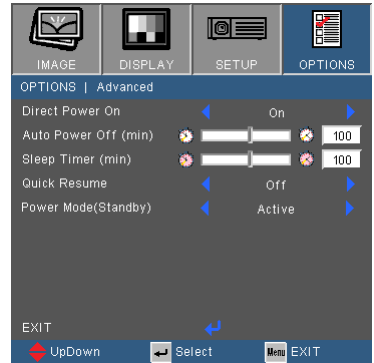 IMAGE DISPLAY SETUP OPTIONS
OPTIONS | Advanced
Direct Power On On
Auto Power Off (min) 100
Sleep Timer (min) 100
Quick Resume Off
Power Mode(Standby) Active
EXIT
UpDown Select Menu EXIT